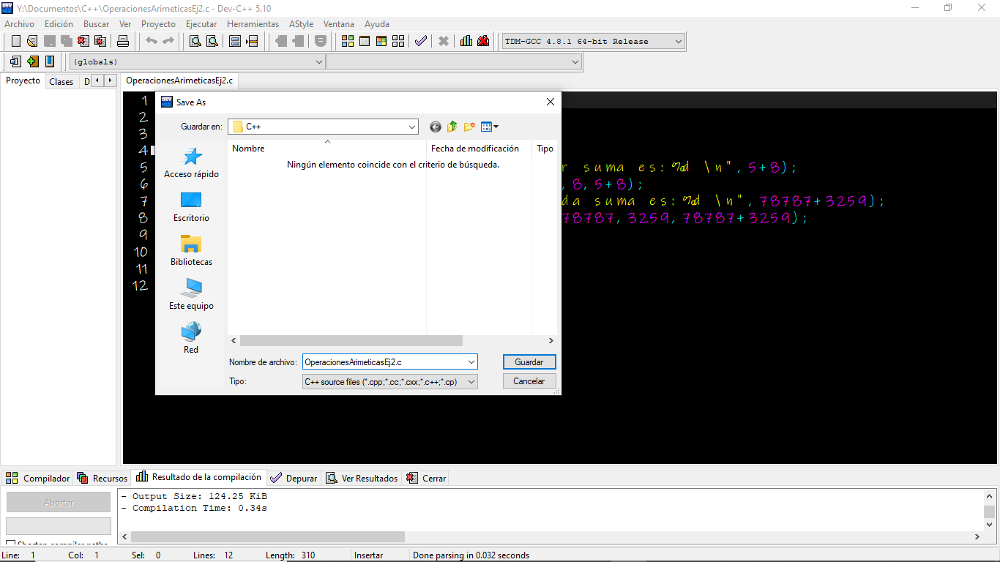 Y:\Documentos\C++\OperacionesArimeticasEj2.c - Dev-C++ 5.10
Archivo Edición Buscar Ver Proyecto Ejecutar Herramientas AStyle Ventana Ayuda
TDM-GCC 4.8.1 64-bit Release
(globals)
Proyecto Clases D
OperacionesArimeticasEj2.c
Save As
Guardar en: C++
Nombre Fecha de modificación Tipo
Ningún elemento coincide con el criterio de búsqueda.
Acceso rápido
Escritorio
Bibliotecas
Este equipo
Red
Nombre de archivo: OperacionesArimeticasEj2.c Guardar
Tipo: C++ source files (*.cpp;*.cc;*.cxx;*.c++;*.cp) Cancelar
1
2
3
4
5 r suma es:%d \n", 5+8);
6 , 8, 5+8);
7 da suma es:%d \n", 78787+3259);
8 78787, 3259, 78787+3259);
9
10
11
12
Compilador Recursos Resultado de la compilación Depurar Ver Resultados Cerrar
Abortar
- Output Size: 124.25 KiB
- Compilation Time: 0.34s
Line: 1 Col: 1 Sel: 0 Lines: 12 Length: 310 Insertar Done parsing in 0.032 seconds